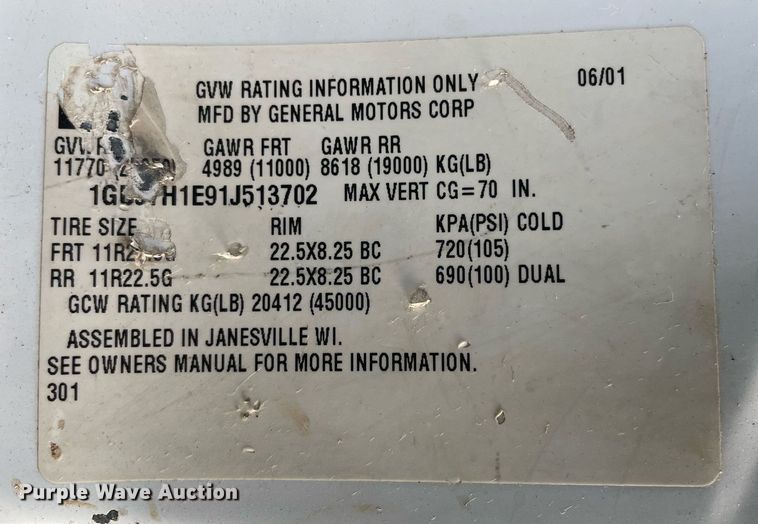 GVW RATING INFORMATION ONLY 06/01
MFD BY GENERAL MOTORS CORP
GAWR FRT GAWR RR
11770 4989 (11000) 8618 (19000) KG(LB)
MAX VERT CG=70 IN.
TIRE SIZE RIM KPA(PSI) COLD
FRT 22.5X8.25 BC 720(105)
RR 11R22.5G 22.5X8.25 BC 690(100) DUAL
GCW RATING KG(LB) 20412 (45000)
ASSEMBLED IN JANESVILLE WI.
SEE OWNERS MANUAL FOR MORE INFORMATION.
301
Purple Wave Auction